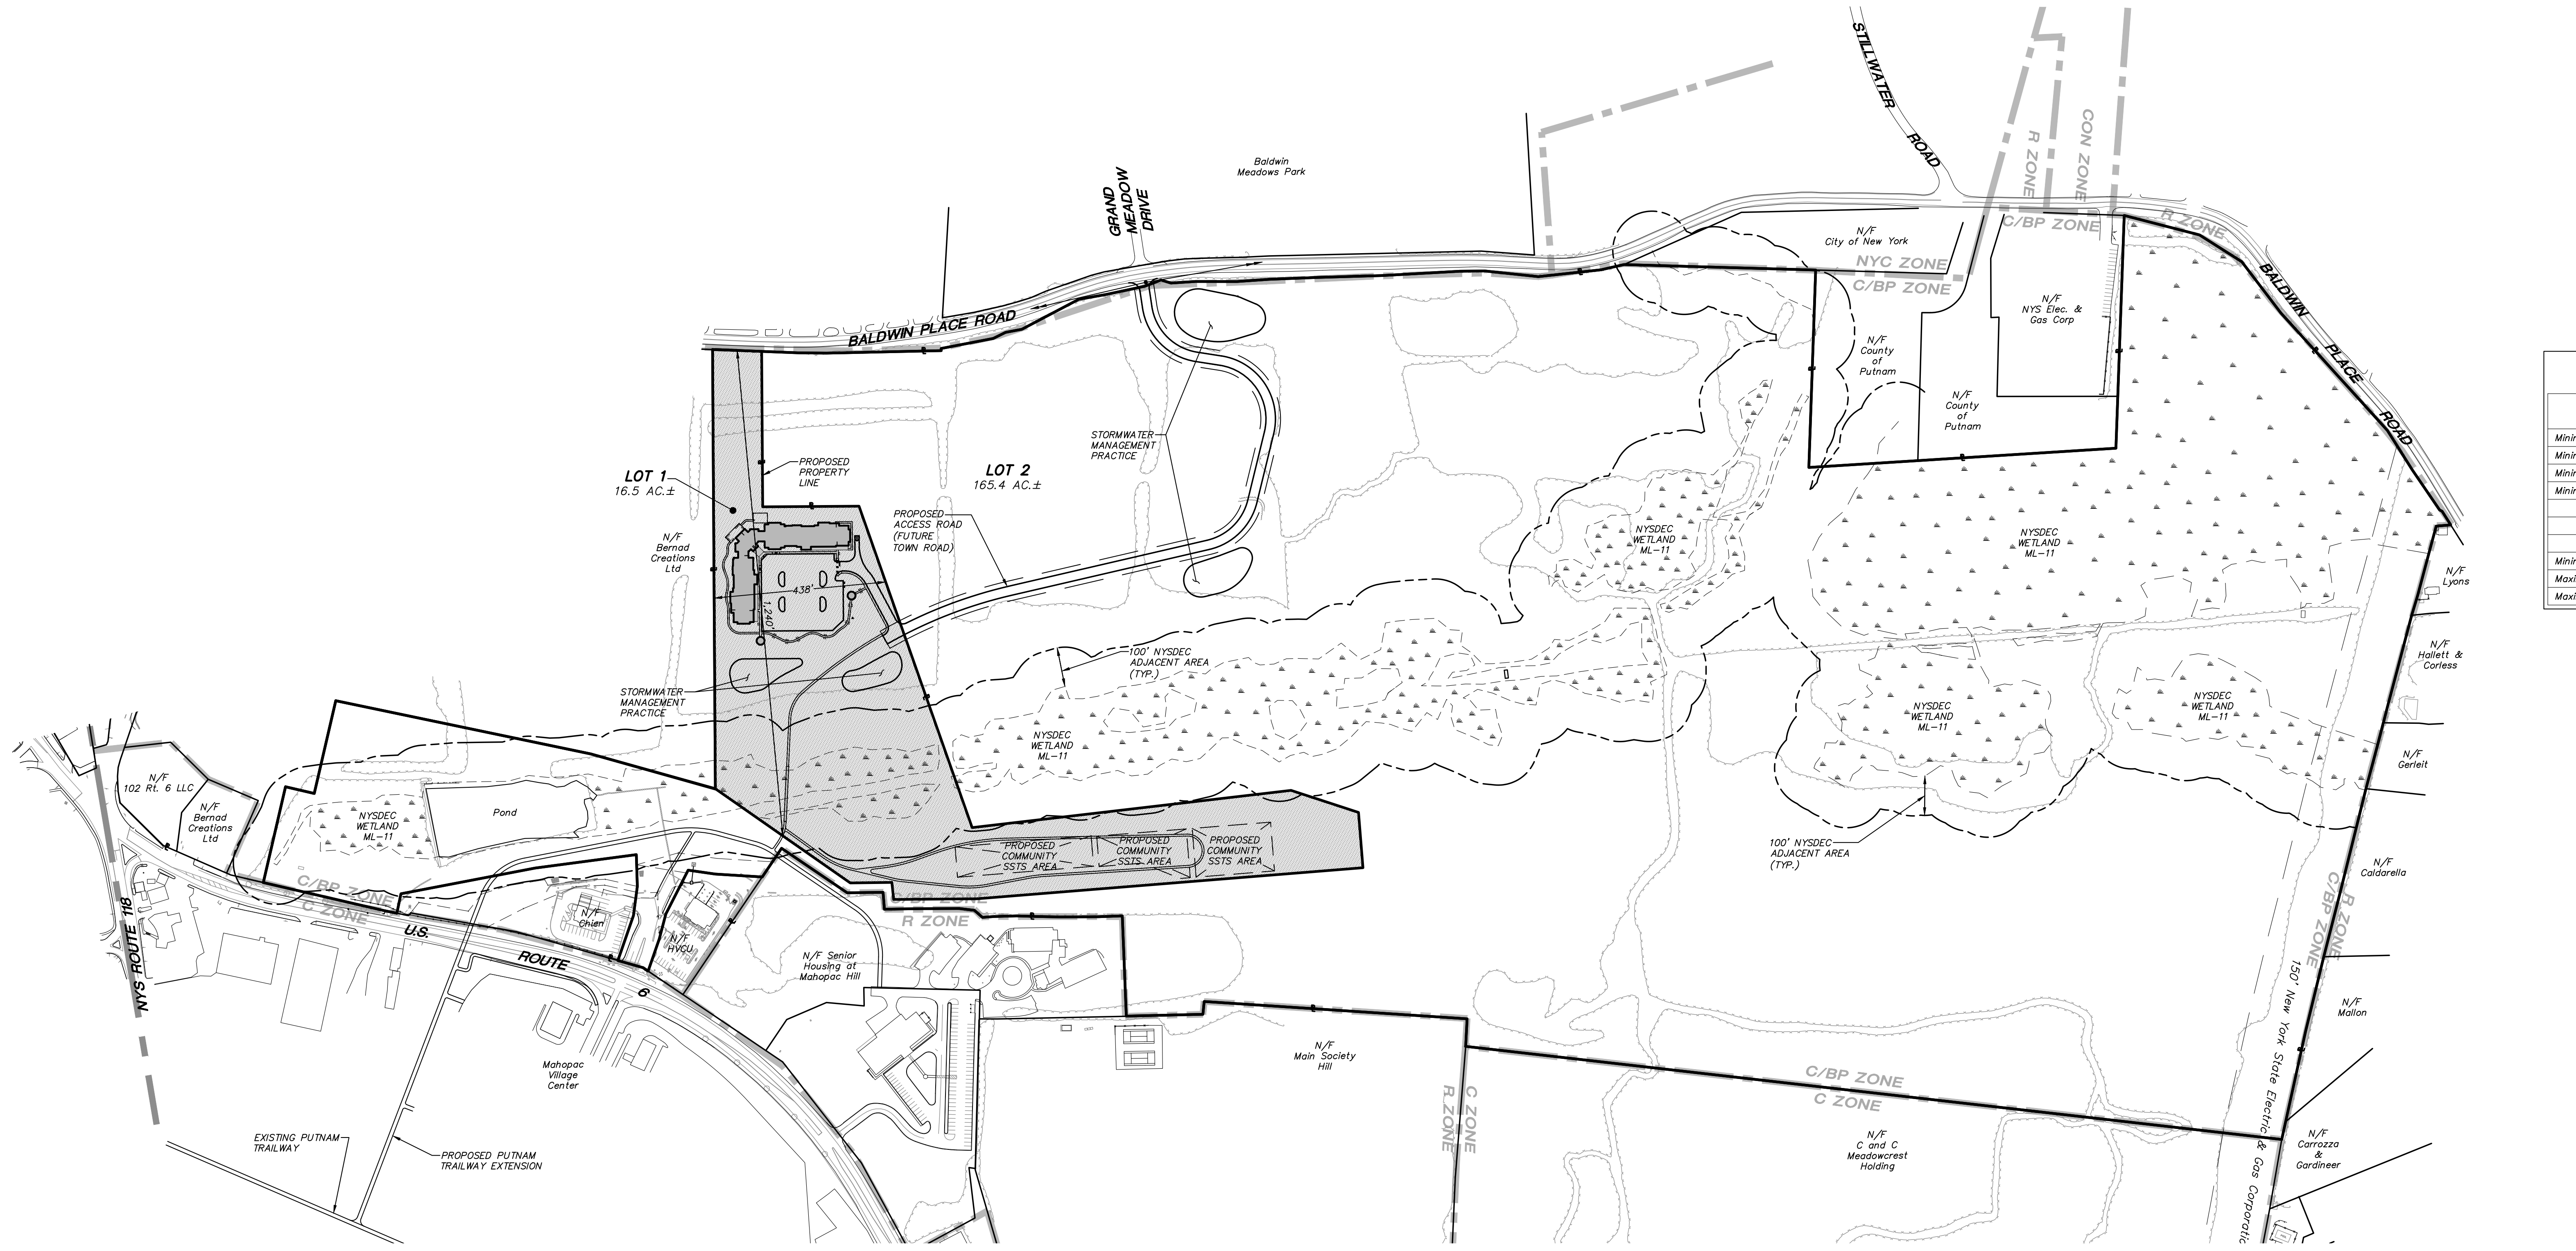 STILLWATER
ROAD
R ZONE
CON ZONE
Baldwin
Meadows Park
GRAND
MEADOW
DRIVE
C/BP ZONE
R ZONE
N/F
City of New York
NYC ZONE
C/BP ZONE
BALDWIN
PLACE
ROAD
N/F
NYS Elec. &
Gas Corp
BALDWIN PLACE ROAD
N/F
County
of
Putnam
N/F
County
of
Putnam
STORMWATER
MANAGEMENT
PRACTICE
PROPOSED
PROPERTY
LINE
LOT 1
16.5 AC.±
LOT 2
165.4 AC.±
PROPOSED
ACCESS ROAD
(FUTURE
TOWN ROAD)
N/F
Bernad
Creations
Ltd
438'
1,240'
NYSDEC
WETLAND
ML-11
NYSDEC
WETLAND
ML-11
N/F
Lyons
N/F
Hallett &
Corless
100' NYSDEC
ADJACENT AREA
(TYP.)
STORMWATER
MANAGEMENT
PRACTICE
NYSDEC
WETLAND
ML-11
NYSDEC
WETLAND
ML-11
NYSDEC
WETLAND
ML-11
N/F
Gerleit
N/F
102 Rt. 6 LLC
N/F
Bernad
Creations
Ltd
NYSDEC
WETLAND
ML-11
Pond
PROPOSED
COMMUNITY
SSTS AREA
PROPOSED
COMMUNITY
SSTS AREA
PROPOSED
COMMUNITY
SSTS AREA
100' NYSDEC
ADJACENT AREA
(TYP.)
N/F
Caldarella
C/BP ZONE
C ZONE
C/BP ZONE
R ZONE
R ZONE
C/BP ZONE
NYS ROUTE 118
U.S.
ROUTE
6
N/F
Chien
N/F
HVCU
N/F Senior
Housing at
Mahopac Hill
150' New York State Electric & Gas Corporation
N/F
Mallon
Mahopac
Village
Center
N/F
Main Society
Hill
C/BP ZONE
C ZONE
R ZONE
C ZONE
EXISTING PUTNAM
TRAILWAY
PROPOSED PUTNAM
TRAILWAY EXTENSION
N/F
C and C
Meadowcrest
Holding
N/F
Carrozza
&
Gardineer